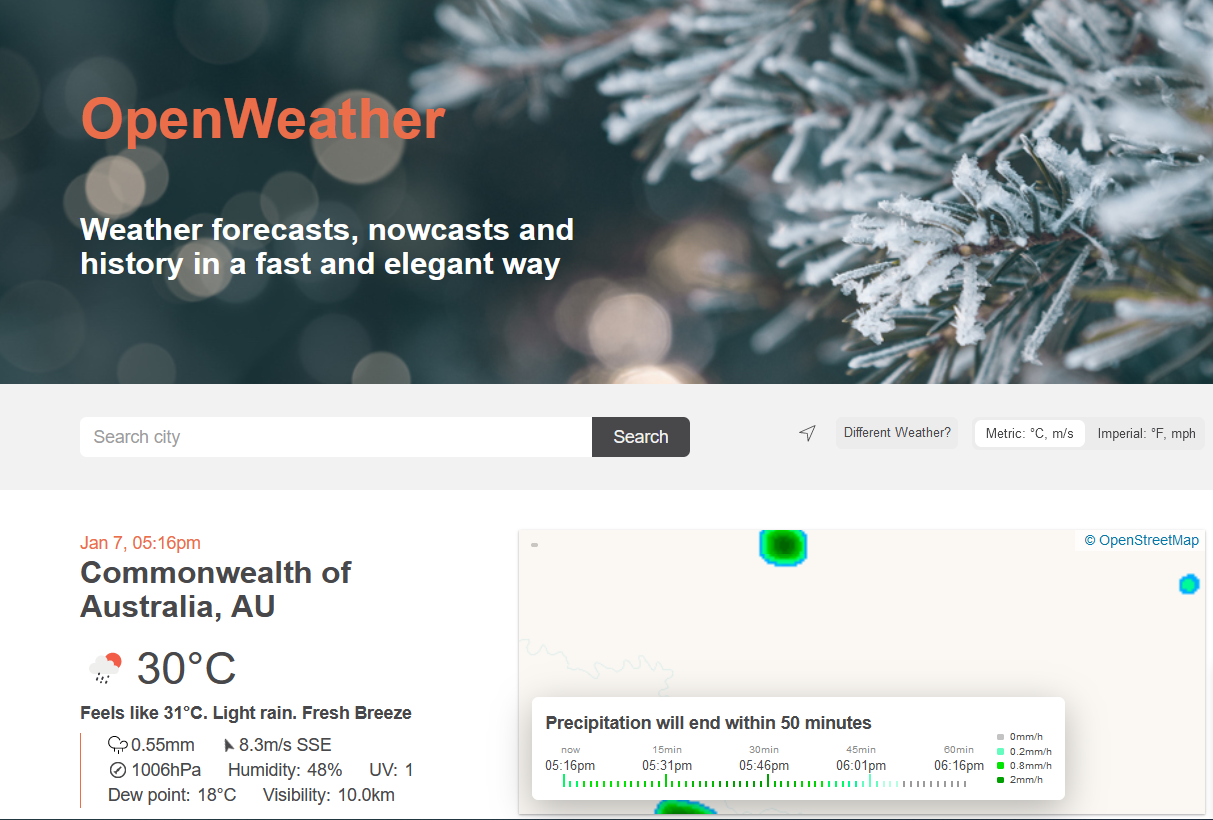 OpenWeather
Weather forecasts, nowcasts and
history in a fast and elegant way
Search city
Search
Different Weather?
Metric: °C, m/s
Imperial: °F, mph
Jan 7, 05:16pm
Commonwealth of
Australia, AU
30°C
Feels like 31°C. Light rain. Fresh Breeze
0.55mm 8.3m/s SSE
1006hPa Humidity: 48% UV: 1
Dew point: 18°C Visibility: 10.0km
© OpenStreetMap
Precipitation will end within 50 minutes
now 15min 30min 45min 60min
05:16pm 05:31pm 05:46pm 06:01pm 06:16pm
0mm/h
0.2mm/h
0.8mm/h
2mm/h